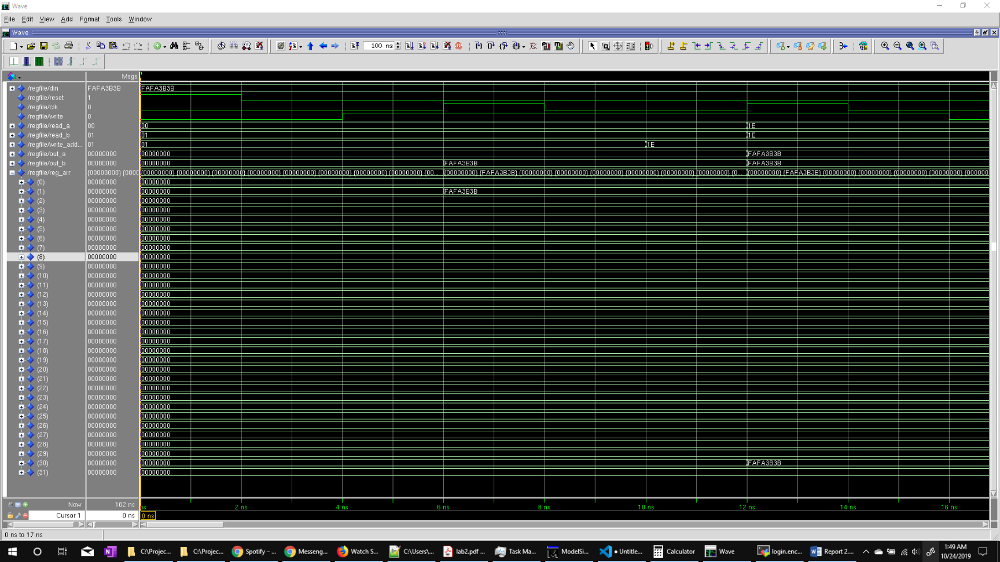 Wave
File Edit View Add Format Tools Window
Wave
100 ns
Msgs
/regfile/din FAFA3B3B FAFA3B3B
/regfile/reset 1
/regfile/clk 0
/regfile/write 0
/regfile/read_a 00 00 1E
/regfile/read_b 01 01 1E
/regfile/write_add... 01 01 1E
/regfile/out_a 00000000 00000000 FAFA3B3B
/regfile/out_b 00000000 00000000 FAFA3B3B FAFA3B3B
/regfile/reg_arr {00000000} {0000 {00000000} {00000000} {00000000} {00000000} {00000000} {00000000} {00000000} {00000000} {00... {00000000} {FAFA3B3B} {00000000} {00000000} {00000000} {00000000} {00000000} {00000000} {0... {00000000} {FAFA3B3B} {00000000} {00000000} {00000000} {00000000} {00000000
(0) 00000000 00000000
(1) 00000000 00000000 FAFA3B3B
(2) 00000000 00000000
(3) 00000000 00000000
(4) 00000000 00000000
(5) 00000000 00000000
(6) 00000000 00000000
(7) 00000000 00000000
(8) 00000000 00000000
(9) 00000000 00000000
(10) 00000000 00000000
(11) 00000000 00000000
(12) 00000000 00000000
(13) 00000000 00000000
(14) 00000000 00000000
(15) 00000000 00000000
(16) 00000000 00000000
(17) 00000000 00000000
(18) 00000000 00000000
(19) 00000000 00000000
(20) 00000000 00000000
(21) 00000000 00000000
(22) 00000000 00000000
(23) 00000000 00000000
(24) 00000000 00000000
(25) 00000000 00000000
(26) 00000000 00000000
(27) 00000000 00000000
(28) 00000000 00000000
(29) 00000000 00000000
(30) 00000000 00000000 FAFA3B3B
(31) 00000000 00000000
Now 182 ns ns 2 ns 4 ns 6 ns 8 ns 10 ns 12 ns 14 ns 16 ns
Cursor 1 0 ns 0 ns
0 ns to 17 ns
C:\Projec... C:\Projec... Spotify – ... Messeng... Watch S... C:\Users\... lab2.pdf ... Task Ma... ModelSi... • Untitle... Calculator Wave login.enc... Report 2... 1:49 AM
10/24/2019